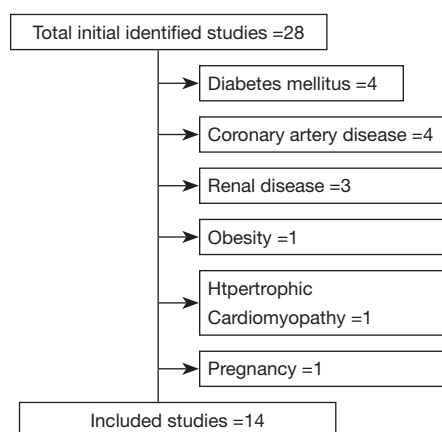 Total initial identified studies =28
Diabetes mellitus =4
Coronary artery disease =4
Renal disease =3
Obesity =1
Htpertrophic
Cardiomyopathy =1
Pregnancy =1
Included studies =14